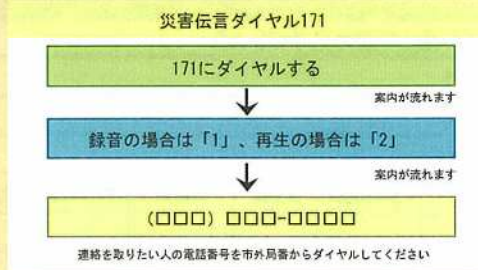 災害伝言ダイヤル171
171にダイヤルする
案内が流れます
録音の場合は「1」、再生の場合は「2」
案内が流れます
(□□□) □□□-□□□□
連絡を取りたい人の電話番号を市外局番からダイヤルしてください